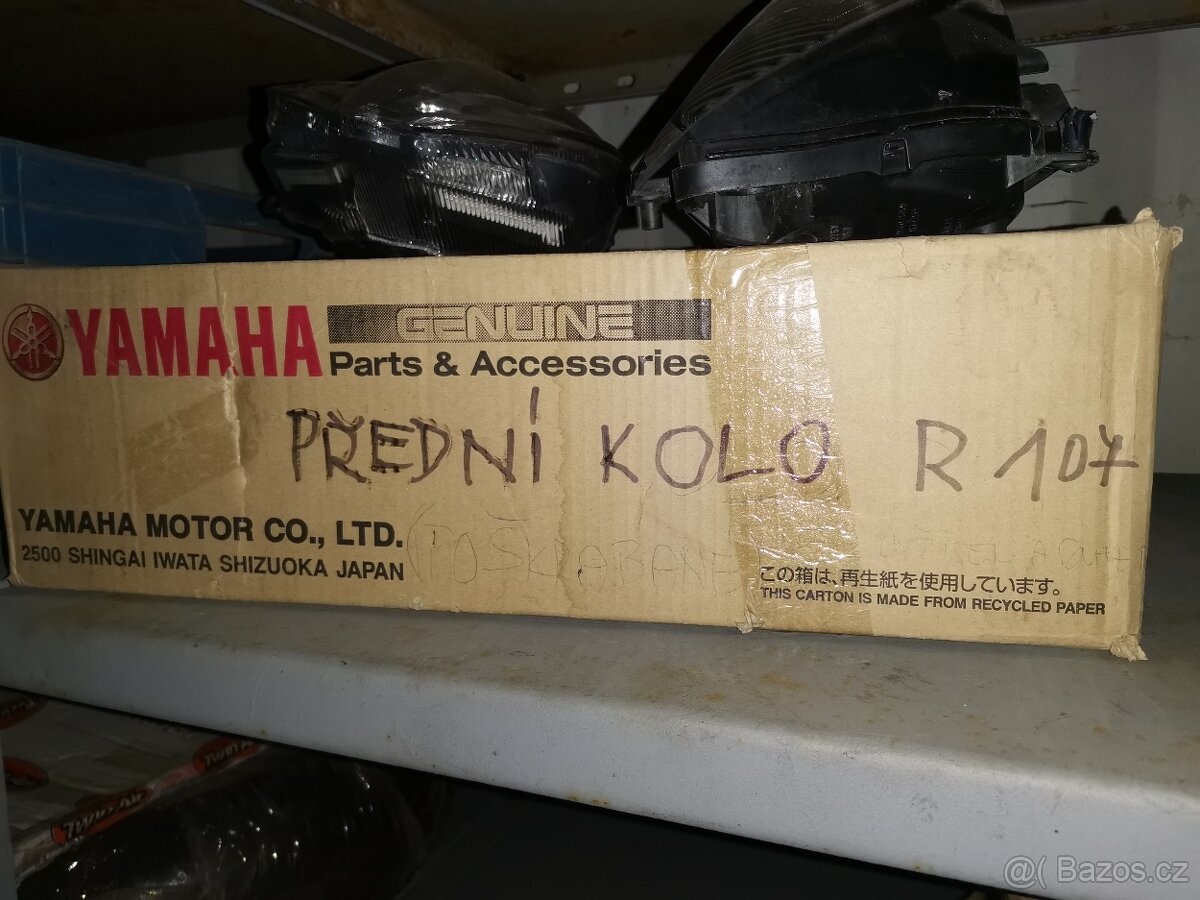 YAMAHA GENUINE
Parts & Accessories
PŘEDNÍ KOLO R 107
YAMAHA MOTOR CO., LTD.
2500 SHINGAI IWATA SHIZUOKA JAPAN
この箱は、再生紙を使用しています。
THIS CARTON IS MADE FROM RECYCLED PAPER
Bazos.cz